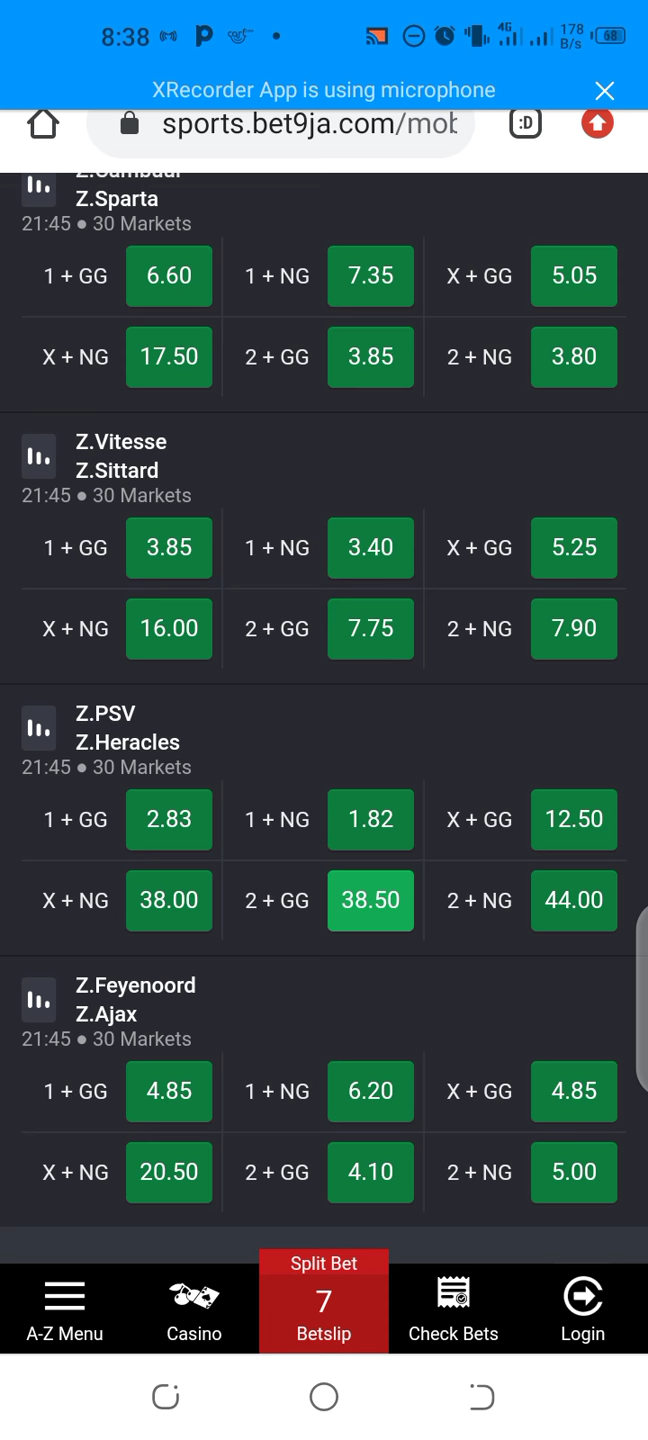 8:38
4G
178
B/s
68
XRecorder App is using microphone
sports.bet9ja.com/mob
:D
Z.Sparta
21:45 ● 30 Markets
1 + GG 6.60 1 + NG 7.35 X + GG 5.05
X + NG 17.50 2 + GG 3.85 2 + NG 3.80
Z.Vitesse
Z.Sittard
21:45 ● 30 Markets
1 + GG 3.85 1 + NG 3.40 X + GG 5.25
X + NG 16.00 2 + GG 7.75 2 + NG 7.90
Z.PSV
Z.Heracles
21:45 ● 30 Markets
1 + GG 2.83 1 + NG 1.82 X + GG 12.50
X + NG 38.00 2 + GG 38.50 2 + NG 44.00
Z.Feyenoord
Z.Ajax
21:45 ● 30 Markets
1 + GG 4.85 1 + NG 6.20 X + GG 4.85
X + NG 20.50 2 + GG 4.10 2 + NG 5.00
Split Bet
7
A-Z Menu Casino Betslip Check Bets Login